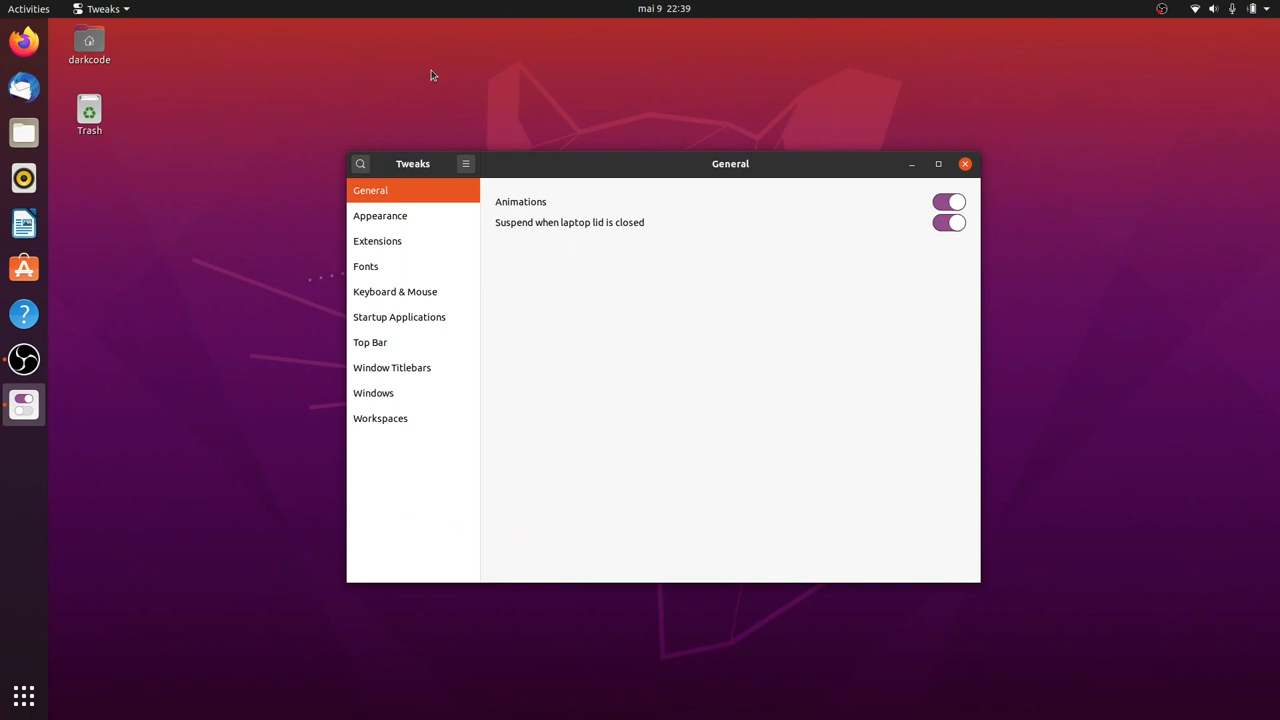 Activities
Tweaks
mai 9 22:39
darkcode
Trash
Tweaks
General
General
Appearance
Extensions
Fonts
Keyboard & Mouse
Startup Applications
Top Bar
Window Titlebars
Windows
Workspaces
Animations
Suspend when laptop lid is closed